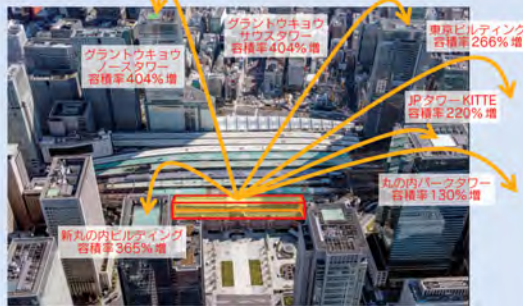 グラントウキョウ
ノースタワー
容積率404%増
グラントウキョウ
サウスタワー
容積率404%増
東京ビルディング
容積率266%増
JPタワーKITTE
容積率220%増
丸の内パークタワー
容積率130%増
新丸の内ビルディング
容積率365%増